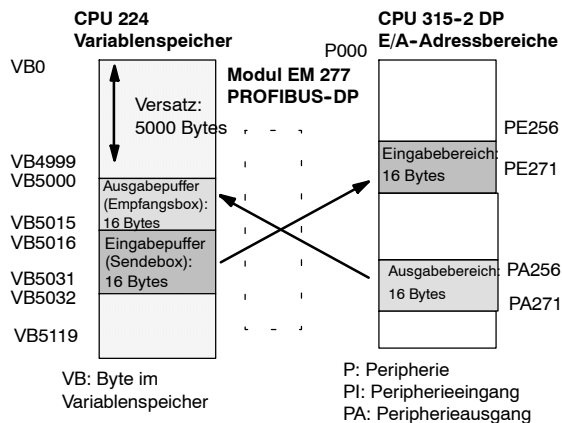 CPU 224
Variablenspeicher
CPU 315-2 DP
E/A-Adressbereiche
P000
VB0
Modul EM 277
PROFIBUS-DP
Versatz:
5000 Bytes
PE256
VB4999
VB5000
Eingabebereich:
16 Bytes
PE271
Ausgabepuffer
(Empfangsbox):
16 Bytes
VB5015
VB5016
Eingabepuffer
(Sendebox):
16 Bytes
VB5031
VB5032
Ausgabebereich:
16 Bytes
PA256
PA271
VB5119
VB: Byte im
Variablenspeicher
P: Peripherie
PI: Peripherieeingang
PA: Peripherieausgang